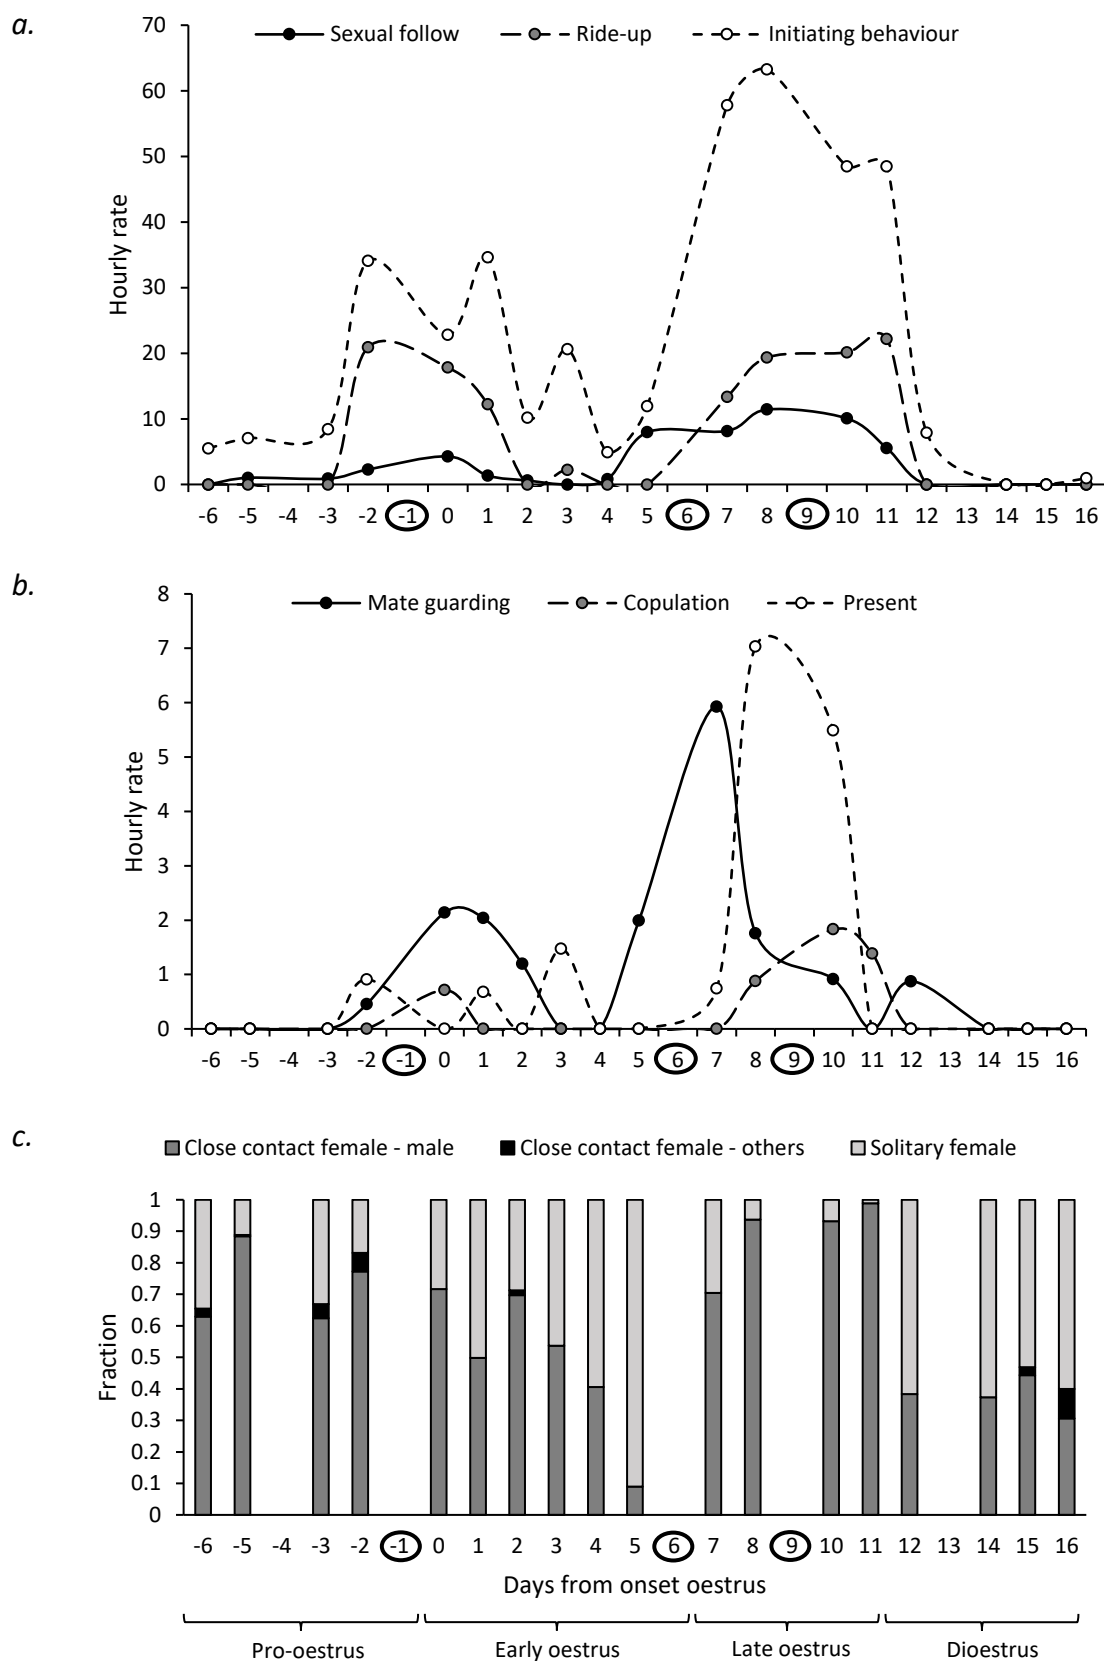 a.
Sexual follow Ride-up Initiating behaviour
70
60
50
40
30
20
10
0
Hourly rate
-6 -5 -4 -3 -2 -1 0 1 2 3 4 5 6 7 8 9 10 11 12 13 14 15 16
b.
Mate guarding Copulation Present
8
7
6
5
4
3
2
1
0
Hourly rate
-6 -5 -4 -3 -2 -1 0 1 2 3 4 5 6 7 8 9 10 11 12 13 14 15 16
c.
Close contact female - male Close contact female - others Solitary female
1
0.9
0.8
0.7
0.6
0.5
0.4
0.3
0.2
0.1
0
Fraction
-6 -5 -4 -3 -2 -1 0 1 2 3 4 5 6 7 8 9 10 11 12 13 14 15 16
Days from onset oestrus
Pro-oestrus Early oestrus Late oestrus Dioestrus